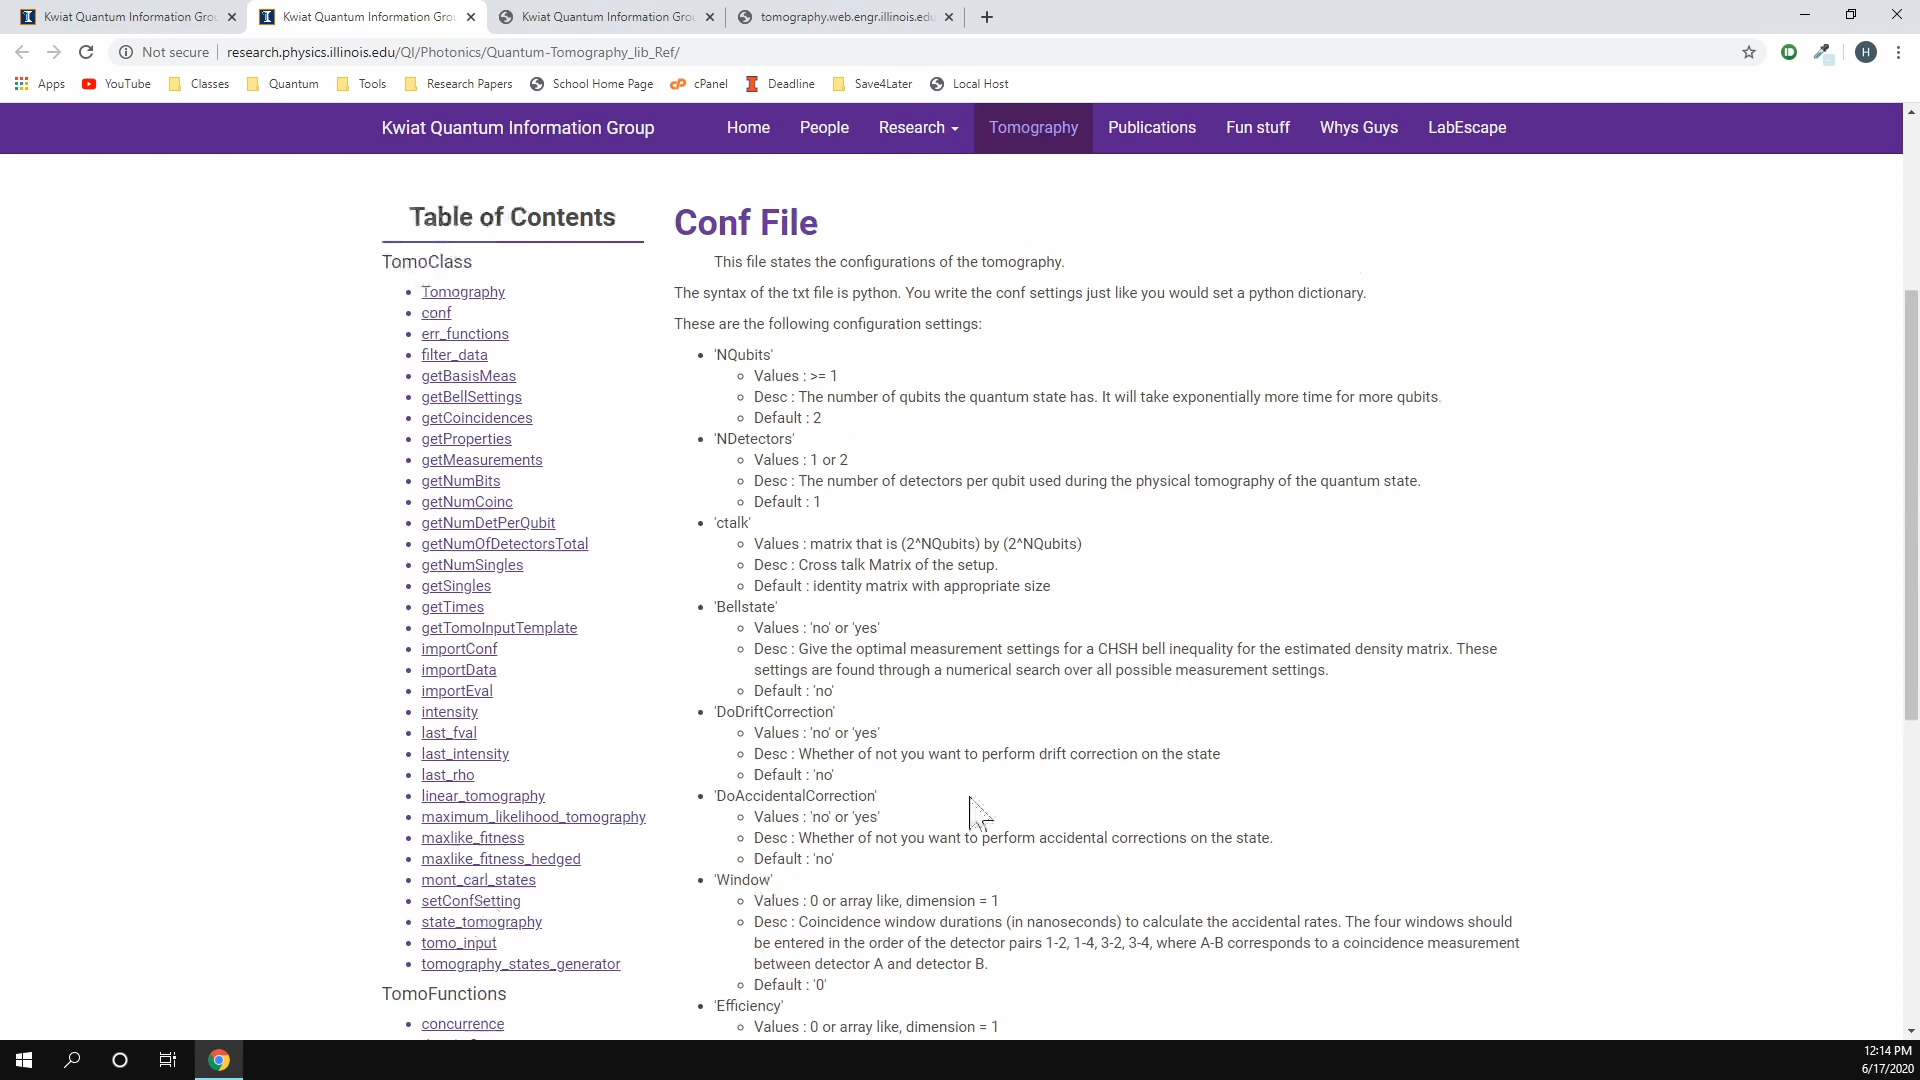 Kwiat Quantum Information Gro
Kwiat Quantum Information Gro
Kwiat Quantum Information Gro
tomography.web.engr.illinois.edu
Not secure
research.physics.illinois.edu/QI/Photonics/Quantum-Tomography_lib_Ref/
H
Apps
YouTube
Classes
Quantum
Tools
Research Papers
School Home Page
cPanel
Deadline
Save4Later
Local Host
Kwiat Quantum Information Group
Home
People
Research
Tomography
Publications
Fun stuff
Whys Guys
LabEscape
Table of Contents
TomoClass
Tomography
conf
err_functions
filter_data
getBasisMeas
getBellSettings
getCoincidences
getProperties
getMeasurements
getNumBits
getNumCoinc
getNumDetPerQubit
getNumOfDetectorsTotal
getNumSingles
getSingles
getTimes
getTomoInputTemplate
importConf
importData
importEval
intensity
last_fval
last_intensity
last_rho
linear_tomography
maximum_likelihood_tomography
maxlike_fitness
maxlike_fitness_hedged
mont_carl_states
setConfSetting
state_tomography
tomo_input
tomography_states_generator
TomoFunctions
concurrence
Conf File
This file states the configurations of the tomography.
The syntax of the txt file is python. You write the conf settings just like you would set a python dictionary.
These are the following configuration settings:
'NQubits'
Values : >= 1
Desc : The number of qubits the quantum state has. It will take exponentially more time for more qubits.
Default : 2
'NDetectors'
Values : 1 or 2
Desc : The number of detectors per qubit used during the physical tomography of the quantum state.
Default : 1
'ctalk'
Values : matrix that is (2^NQubits) by (2^NQubits)
Desc : Cross talk Matrix of the setup.
Default : identity matrix with appropriate size
'Bellstate'
Values : 'no' or 'yes'
Desc : Give the optimal measurement settings for a CHSH bell inequality for the estimated density matrix. These
settings are found through a numerical search over all possible measurement settings.
Default : 'no'
'DoDriftCorrection'
Values : 'no' or 'yes'
Desc : Whether of not you want to perform drift correction on the state
Default : 'no'
'DoAccidentalCorrection'
Values : 'no' or 'yes'
Desc : Whether of not you want to perform accidental corrections on the state.
Default : 'no'
'Window'
Values : 0 or array like, dimension = 1
Desc : Coincidence window durations (in nanoseconds) to calculate the accidental rates. The four windows should
be entered in the order of the detector pairs 1-2, 1-4, 3-2, 3-4, where A-B corresponds to a coincidence measurement
between detector A and detector B.
Default : '0'
'Efficiency'
Values : 0 or array like, dimension = 1
12:14 PM
6/17/2020